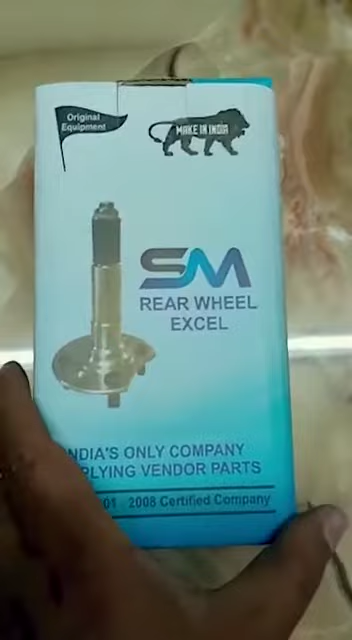 Original
Equipment
MAKE IN INDIA
SM
REAR WHEEL
EXCEL
INDIA'S ONLY COMPANY
PLYING VENDOR PARTS
01 - 2008 Certified Company